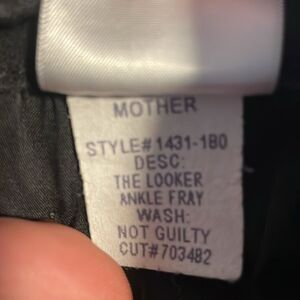 MOTHER
STYLE# 1431-180
DESC:
THE LOOKER
ANKLE FRAY
WASH:
NOT GUILTY
CUT# 703482